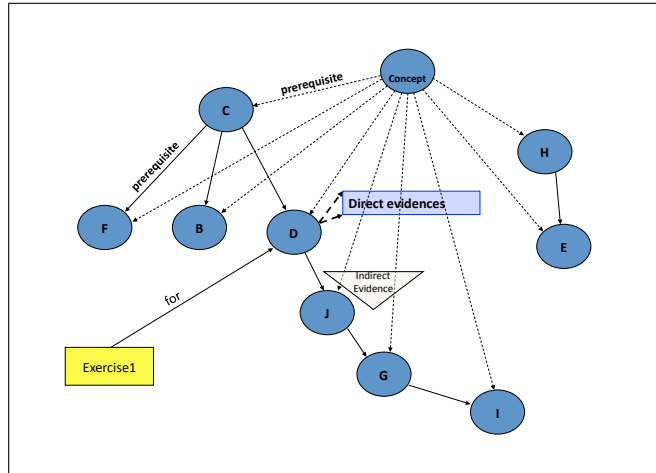 Concept
prerequisite
C
H
prerequisite
Direct evidences
F
B
D
E
Indirect
Evidence
for
J
Exercise1
G
I